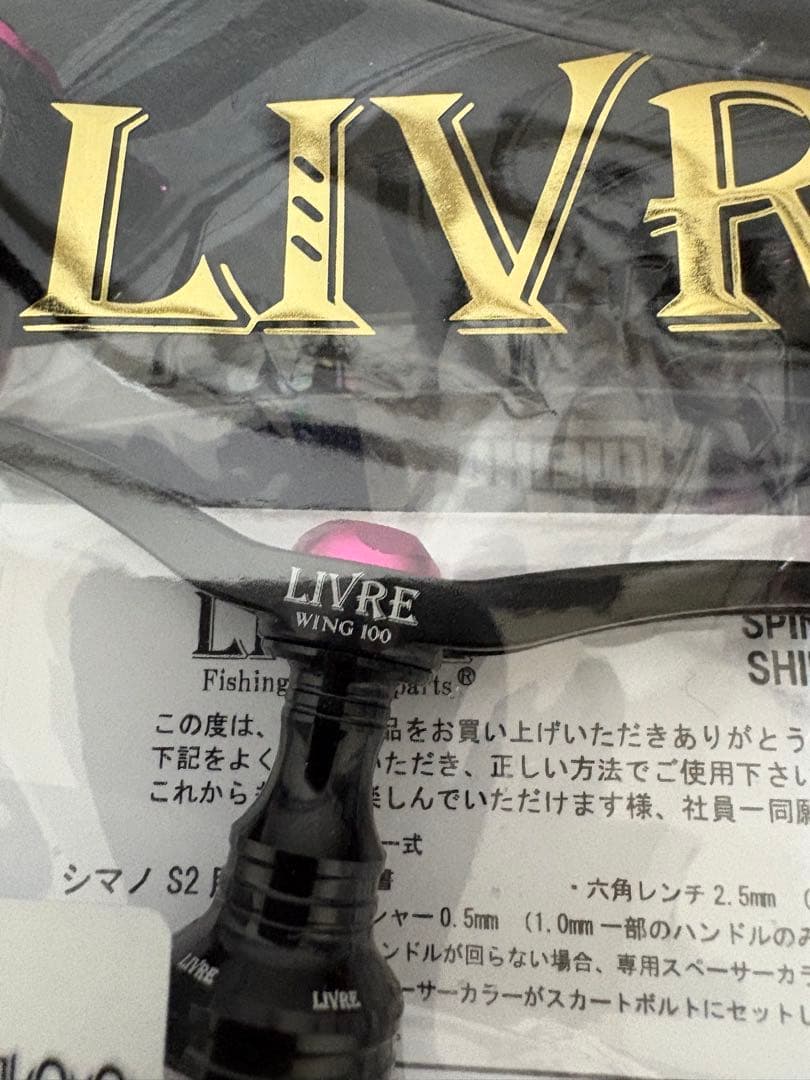 LIVR
LIVRE
WING 100
SPIN
SHI
Fishing parts®
この度は、 品をお買い上げいただきありがとう
下記をよく いただき、正しい方法でご使用下さい
これから 楽しんでいただけます様、社員一同願
一式
シマノ S2 用 書
・六角レンチ 2.5mm (
シャー 0.5mm (1.0mm 一部のハンドルのみ
ンドルが回らない場合、専用スペーサーカラ
ーサーカラーがスカートボルトにセットし
LIVRE
LIVRE